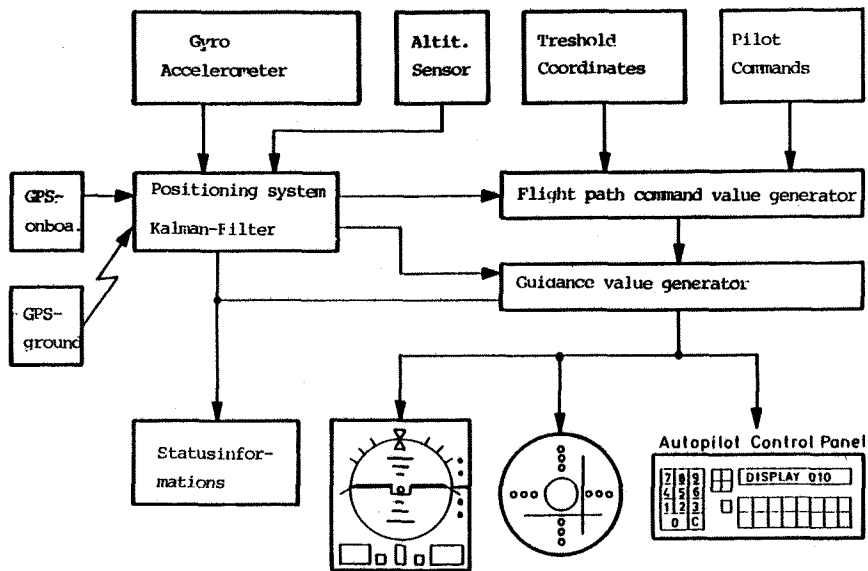 Gyro
Accelerometer
Altit.
Sensor
Treshold
Coordinates
Pilot
Commands
GPS-
onboa.
Positioning system
Kalman-Filter
Flight path command value generator
GPS-
ground
Guidance value generator
Statusinfor-
mations
Autopilot Control Panel
7 8 9
4 5 6
1 2 3
0 C
DISPLAY 010